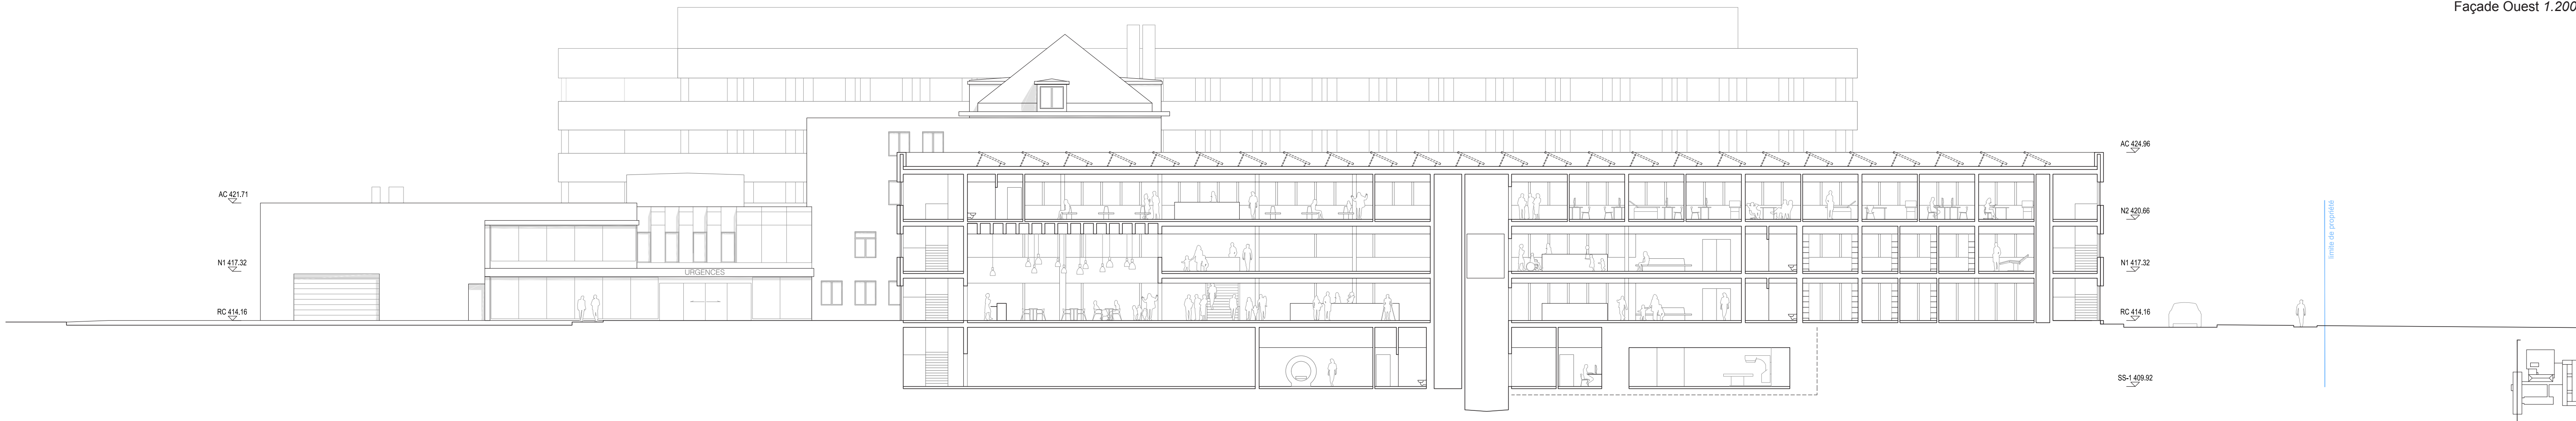 Façade Ouest 1.200
AC 424.96
AC 421.71
limite de propriété
N2 420.66
N1 417.32
N1 417.32
URGENCES
RC 414.16
RC 414.16
SS-1 409.92